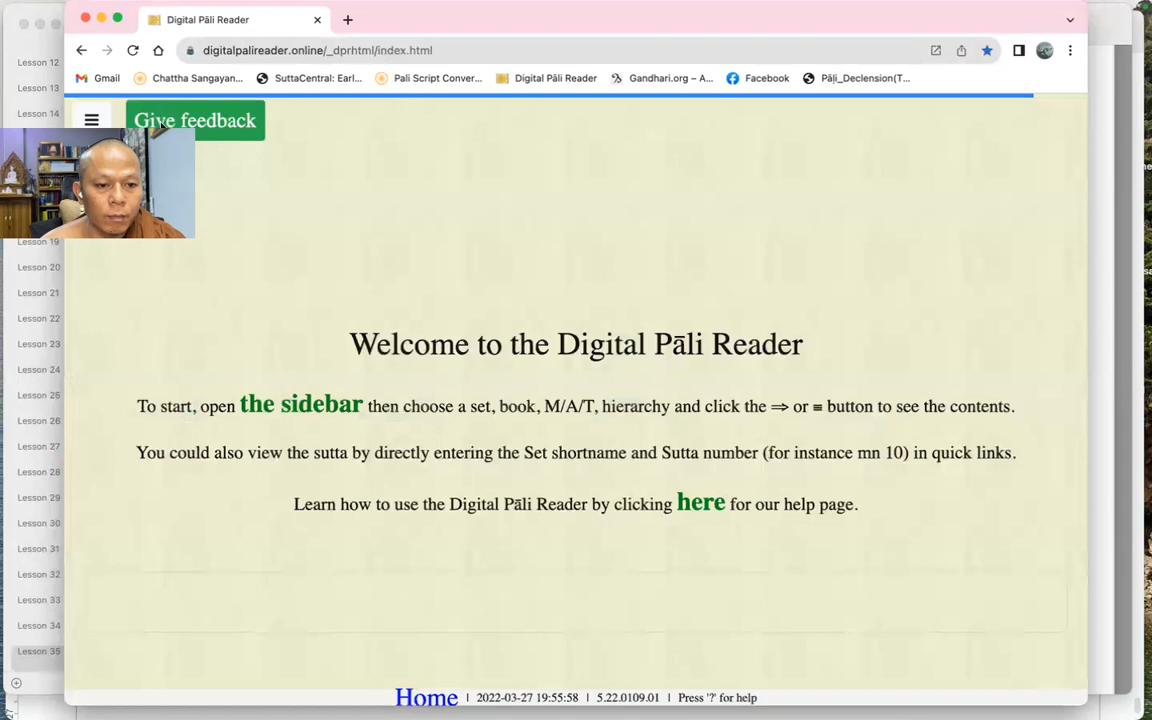 Digital Pāli Reader
digitalpalireader.online/_dprhtml/index.html
Gmail
Chattha Sangayan...
SuttaCentral: Earl...
Pali Script Conver...
Digital Pāli Reader
Gandhari.org – A...
Facebook
Pāḷi_Declension(T...
Give feedback
Lesson 12
Lesson 13
Lesson 14
Lesson 19
Lesson 20
Lesson 21
Lesson 22
Lesson 23
Lesson 24
Lesson 25
Lesson 26
Lesson 27
Lesson 28
Lesson 29
Lesson 30
Lesson 31
Lesson 32
Lesson 33
Lesson 34
Lesson 35
Welcome to the Digital Pāli Reader
To start, open the sidebar then choose a set, book, M/A/T, hierarchy and click the ⇒ or ≡ button to see the contents.
You could also view the sutta by directly entering the Set shortname and Sutta number (for instance mn 10) in quick links.
Learn how to use the Digital Pāli Reader by clicking here for our help page.
Home | 2022-03-27 19:55:58 | 5.22.0109.01 | Press '?' for help